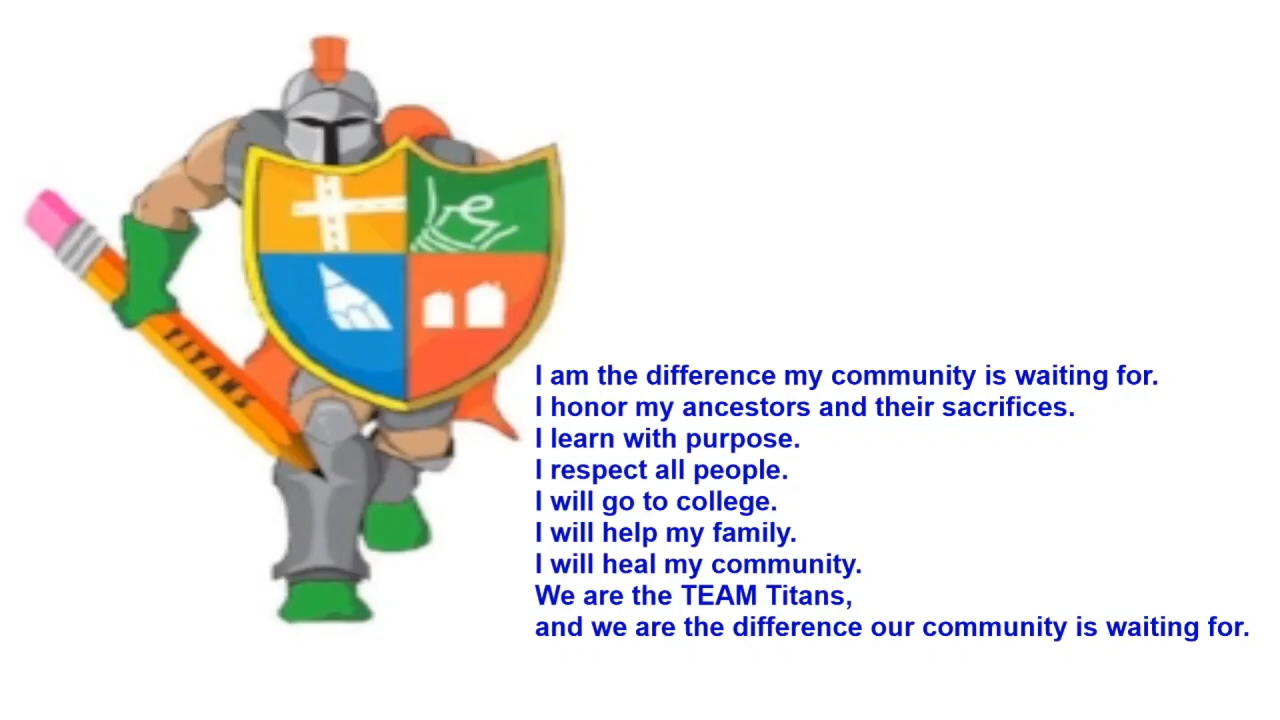 TITANS
I am the difference my community is waiting for.
I honor my ancestors and their sacrifices.
I learn with purpose.
I respect all people.
I will go to college.
I will help my family.
I will heal my community.
We are the TEAM Titans,
and we are the difference our community is waiting for.